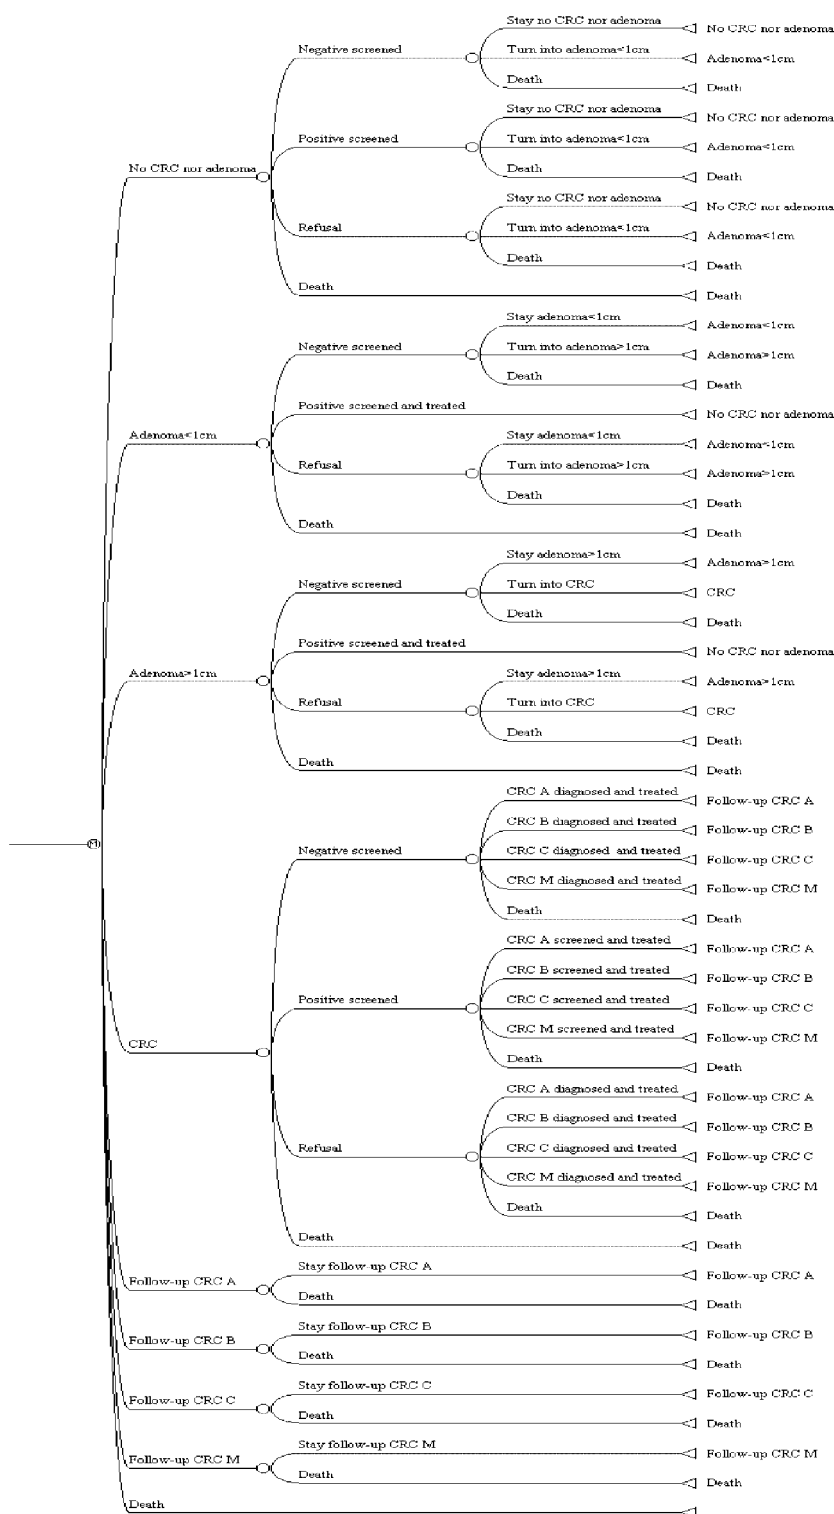 Stay no CRC nor adenoma
No CRC nor adenoma
Negative screened
Turn into adenoma<1cm
Adenoma<1cm
Death
Death
Stay no CRC nor adenoma
No CRC nor adenoma
Positive screened
Turn into adenoma<1cm
Adenoma<1cm
Death
Death
No CRC nor adenoma
Stay no CRC nor adenoma
No CRC nor adenoma
Refusal
Turn into adenoma<1cm
Adenoma<1cm
Death
Death
Death
Death
Stay adenoma<1cm
Adenoma<1cm
Negative screened
Turn into adenoma>1cm
Adenoma>1cm
Death
Death
Positive screened and treated
No CRC nor adenoma
Adenoma<1cm
Stay adenoma<1cm
Adenoma<1cm
Refusal
Turn into adenoma>1cm
Adenoma>1cm
Death
Death
Death
Death
Stay adenoma>1cm
Adenoma>1cm
Negative screened
Turn into CRC
CRC
Death
Death
Positive screened and treated
No CRC nor adenoma
Adenoma>1cm
Stay adenoma>1cm
Adenoma>1cm
Refusal
Turn into CRC
CRC
Death
Death
Death
Death
CRC A diagnosed and treated
Follow-up CRC A
CRC B diagnosed and treated
Follow-up CRC B
M
Negative screened
CRC C diagnosed and treated
Follow-up CRC C
CRC M diagnosed and treated
Follow-up CRC M
Death
Death
CRC A screened and treated
Follow-up CRC A
CRC B screened and treated
Follow-up CRC B
Positive screened
CRC C screened and treated
Follow-up CRC C
CRC M screened and treated
Follow-up CRC M
CRC
Death
Death
CRC A diagnosed and treated
Follow-up CRC A
CRC B diagnosed and treated
Follow-up CRC B
Refusal
CRC C diagnosed and treated
Follow-up CRC C
CRC M diagnosed and treated
Follow-up CRC M
Death
Death
Death
Death
Follow-up CRC A
Stay follow-up CRC A
Follow-up CRC A
Death
Death
Follow-up CRC B
Stay follow-up CRC B
Follow-up CRC B
Death
Death
Follow-up CRC C
Stay follow-up CRC C
Follow-up CRC C
Death
Death
Follow-up CRC M
Stay follow-up CRC M
Follow-up CRC M
Death
Death
Death